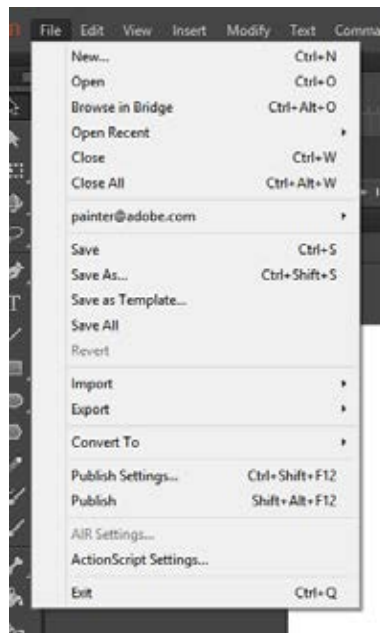 File Edit View Insert Modify Text Comma
New... Ctrl+N
Open Ctrl+O
Browse in Bridge Ctrl+Alt+O
Open Recent
Close Ctrl+W
Close All Ctrl+Alt+W
painter@adobe.com
Save Ctrl+S
Save As... Ctrl+Shift+S
Save as Template...
Save All
Revert
Import
Export
Convert To
Publish Settings... Ctrl+Shift+F12
Publish Shift+Alt+F12
AIR Settings...
ActionScript Settings...
Exit Ctrl+Q